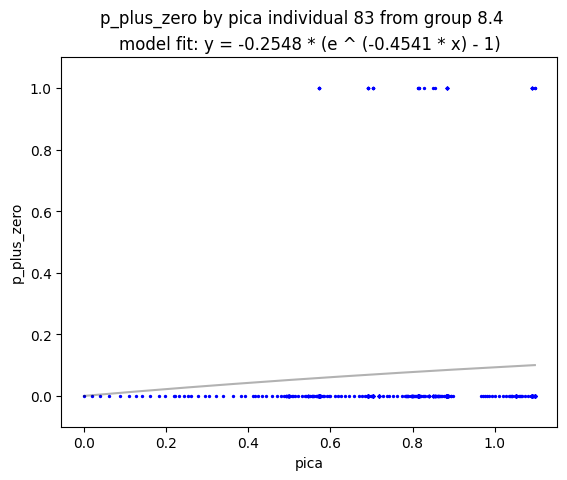 p_plus_zero by pica individual 83 from group 8.4
model fit: y = -0.2548 * (e ^ (-0.4541 * x) - 1)
1.0
0.8
0.6
0.4
0.2
0.0
p_plus_zero
0.0 0.2 0.4 0.6 0.8 1.0
pica